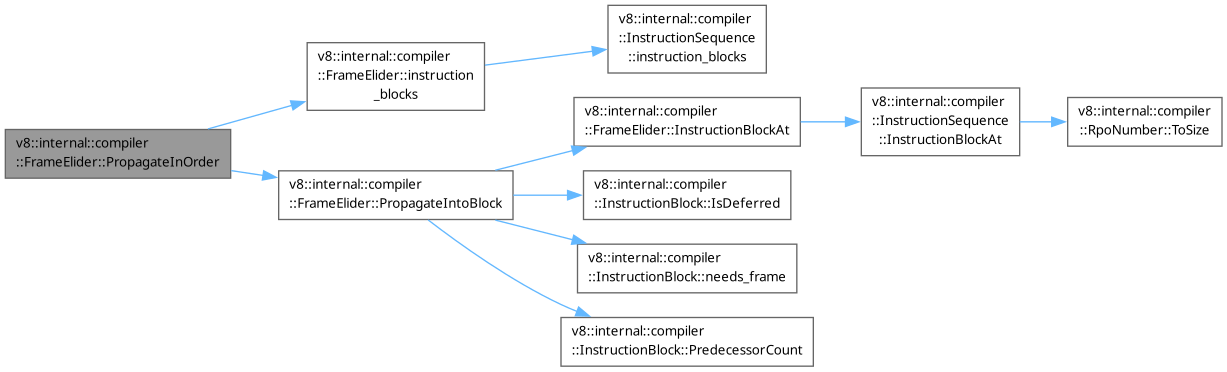 v8::internal::compiler
::FrameElider::PropagateInOrder
v8::internal::compiler
::FrameElider::instruction
_blocks
v8::internal::compiler
::InstructionSequence
::instruction_blocks
v8::internal::compiler
::FrameElider::PropagateIntoBlock
v8::internal::compiler
::FrameElider::InstructionBlockAt
v8::internal::compiler
::InstructionSequence
::InstructionBlockAt
v8::internal::compiler
::RpoNumber::ToSize
v8::internal::compiler
::InstructionBlock::IsDeferred
v8::internal::compiler
::InstructionBlock::needs_frame
v8::internal::compiler
::InstructionBlock::PredecessorCount